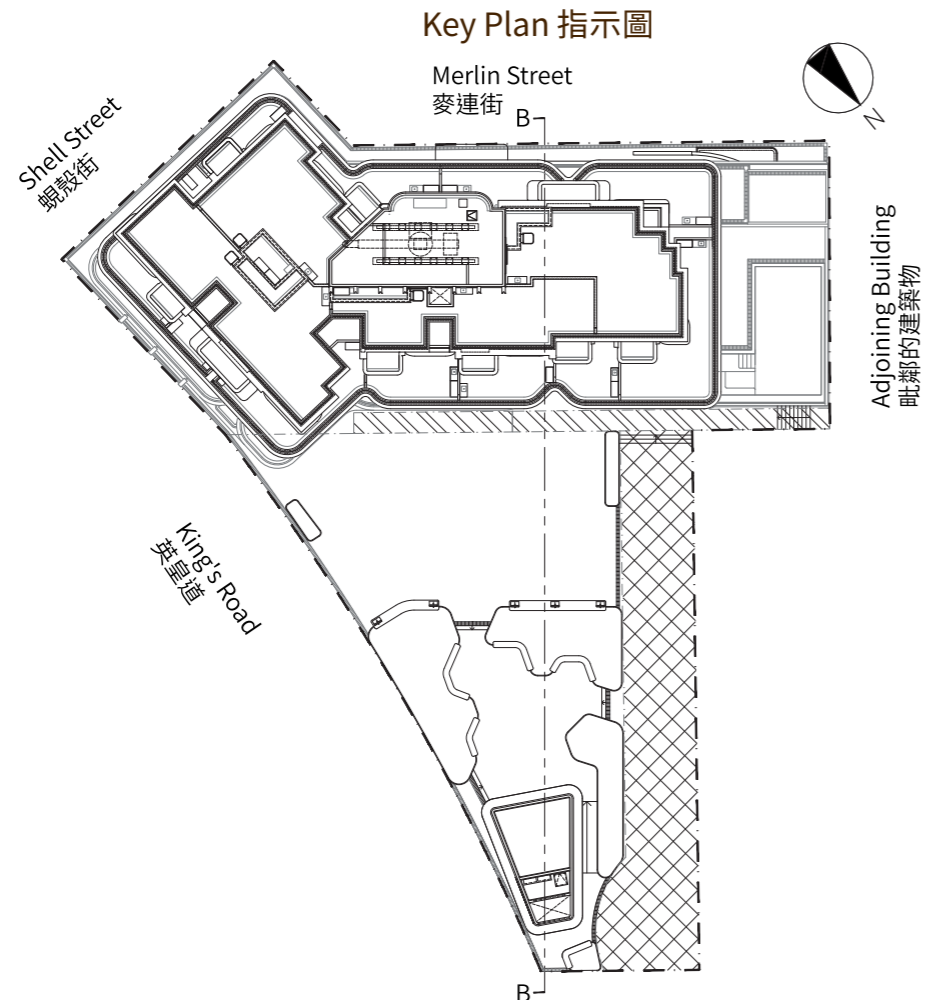 Key Plan 指示圖
Merlin Street
麥連街
B
Shell Street
蜆殼街
N
Adjoining Building
毗鄰的建築物
King's Road
英皇道
B